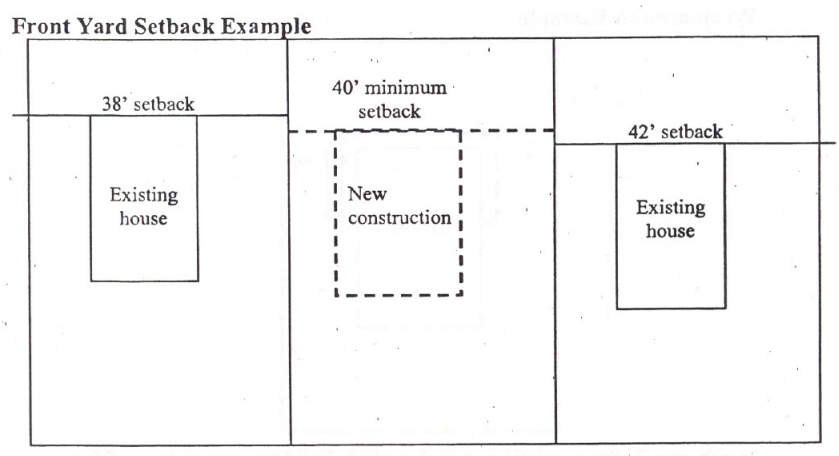 Front Yard Setback Example
38’ setback
40’ minimum
setback
42’ setback
Existing
house
New
construction
Existing
house